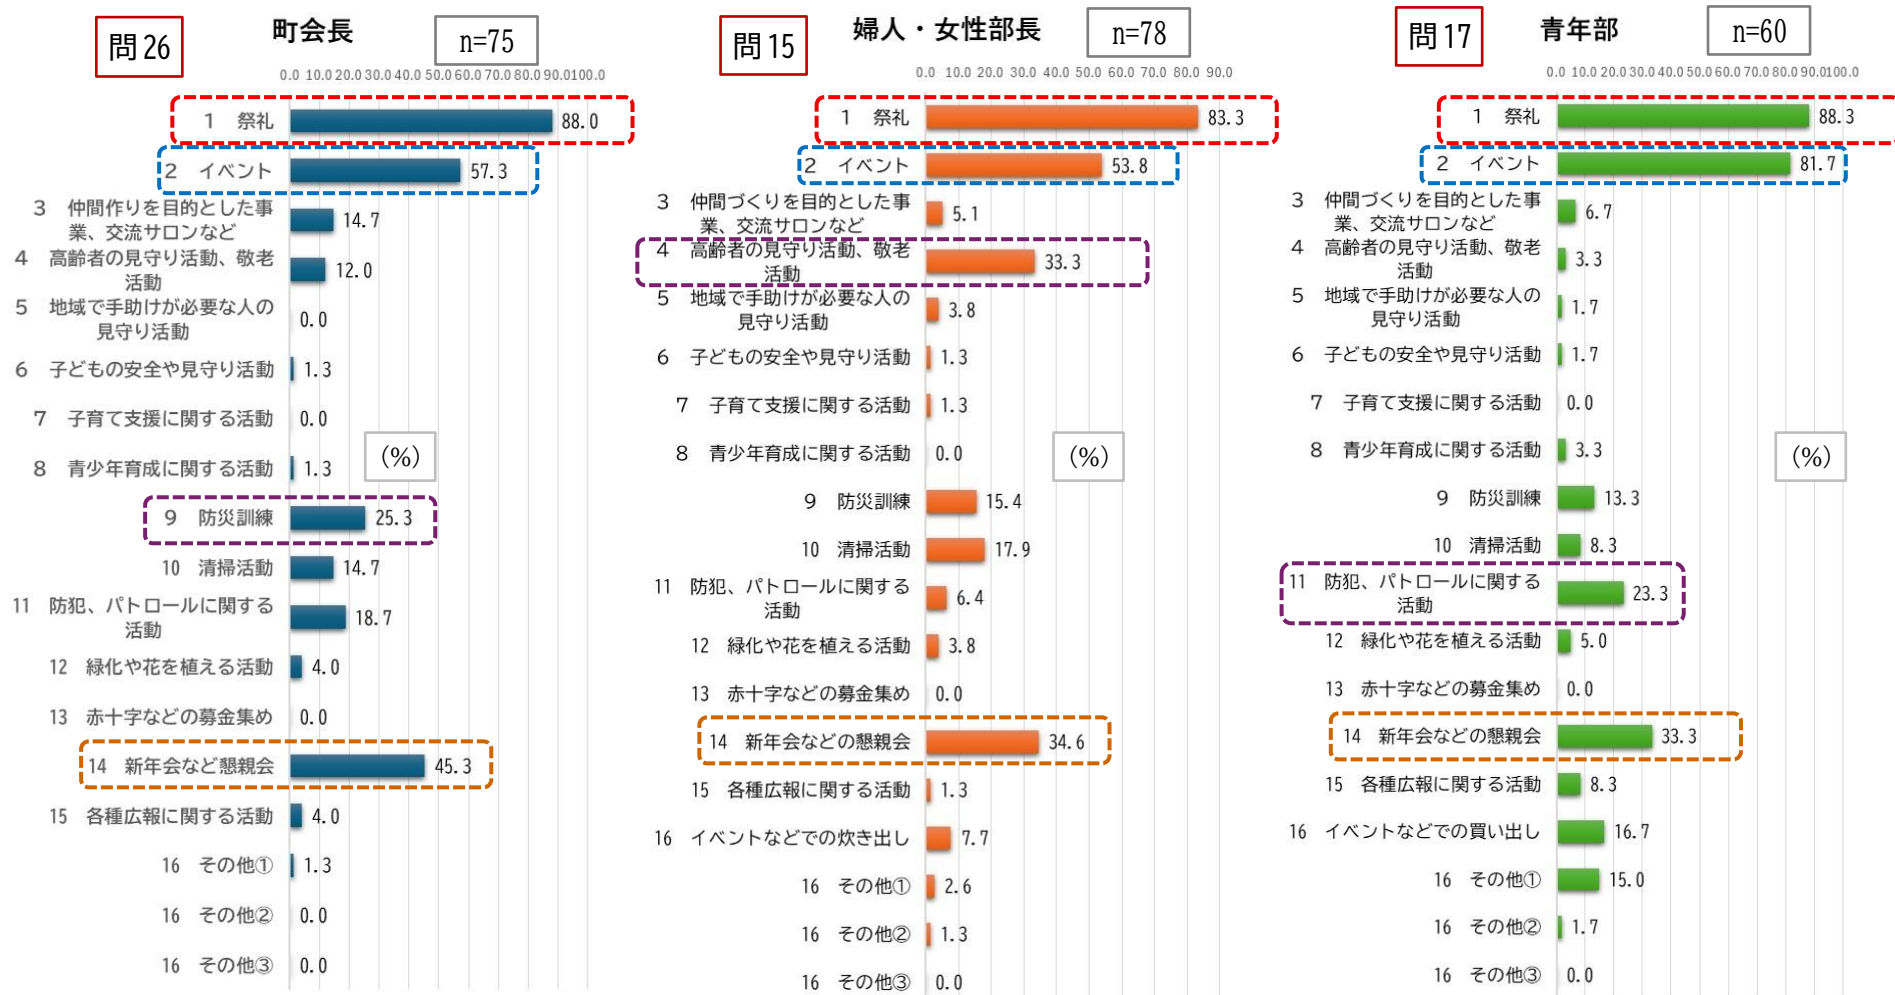 問26
町会長
n=75
0.0 10.0 20.0 30.0 40.0 50.0 60.0 70.0 80.0 90.0 100.0
1 祭礼 88.0
2 イベント 57.3
3 仲間作りを目的とした事
業、交流サロンなど 14.7
4 高齢者の見守り活動、敬老
活動 12.0
5 地域で手助けが必要な人の
見守り活動 0.0
6 子どもの安全や見守り活動 1.3
7 子育て支援に関する活動 0.0
8 青少年育成に関する活動 1.3
(%)
9 防災訓練 25.3
10 清掃活動 14.7
11 防犯、パトロールに関する
活動 18.7
12 緑化や花を植える活動 4.0
13 赤十字などの募金集め 0.0
14 新年会など懇親会 45.3
15 各種広報に関する活動 4.0
16 その他① 1.3
16 その他② 0.0
16 その他③ 0.0
問15
婦人・女性部長
n=78
0.0 10.0 20.0 30.0 40.0 50.0 60.0 70.0 80.0 90.0
1 祭礼 83.3
2 イベント 53.8
3 仲間づくりを目的とした事
業、交流サロンなど 5.1
4 高齢者の見守り活動、敬老
活動 33.3
5 地域で手助けが必要な人の
見守り活動 3.8
6 子どもの安全や見守り活動 1.3
7 子育て支援に関する活動 1.3
8 青少年育成に関する活動 0.0
(%)
9 防災訓練 15.4
10 清掃活動 17.9
11 防犯、パトロールに関する
活動 6.4
12 緑化や花を植える活動 3.8
13 赤十字などの募金集め 0.0
14 新年会などの懇親会 34.6
15 各種広報に関する活動 1.3
16 イベントなどでの炊き出し 7.7
16 その他① 2.6
16 その他② 1.3
16 その他③ 0.0
問17
青年部
n=60
0.0 10.0 20.0 30.0 40.0 50.0 60.0 70.0 80.0 90.0 100.0
1 祭礼 88.3
2 イベント 81.7
3 仲間づくりを目的とした事
業、交流サロンなど 6.7
4 高齢者の見守り活動、敬老
活動 3.3
5 地域で手助けが必要な人の
見守り活動 1.7
6 子どもの安全や見守り活動 1.7
7 子育て支援に関する活動 0.0
8 青少年育成に関する活動 3.3
(%)
9 防災訓練 13.3
10 清掃活動 8.3
11 防犯、パトロールに関する
活動 23.3
12 緑化や花を植える活動 5.0
13 赤十字などの募金集め 0.0
14 新年会などの懇親会 33.3
15 各種広報に関する活動 8.3
16 イベントなどでの買い出し 16.7
16 その他① 15.0
16 その他② 1.7
16 その他③ 0.0